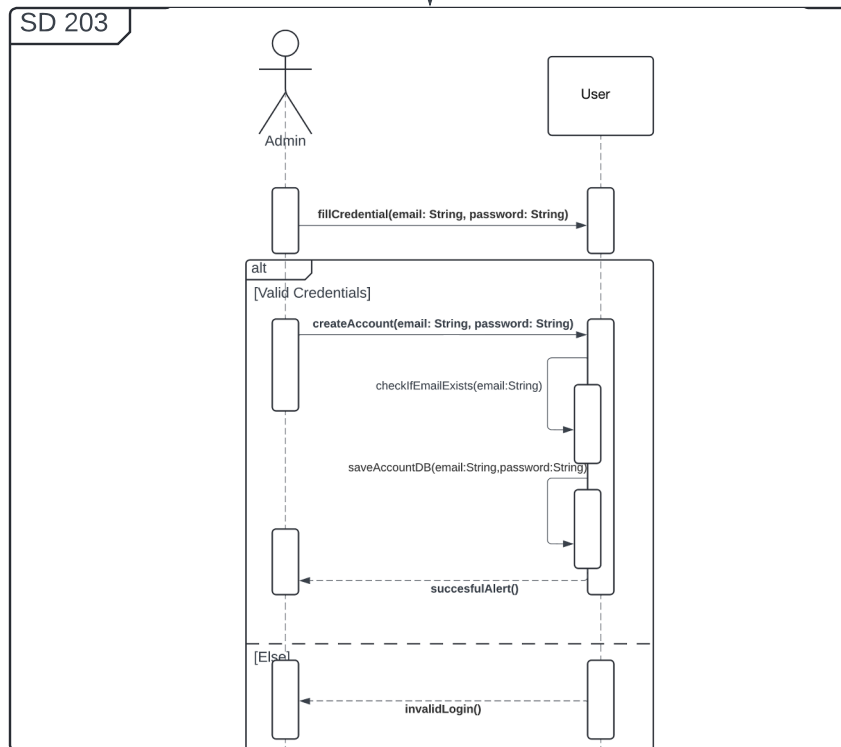 SD 203
Admin
User
fillCredential(email: String, password: String)
alt
[Valid Credentials]
createAccount(email: String, password: String)
checkIfEmailExists(email:String)
saveAccountDB(email:String,password:String)
succesfulAlert()
[Else]
invalidLogin()